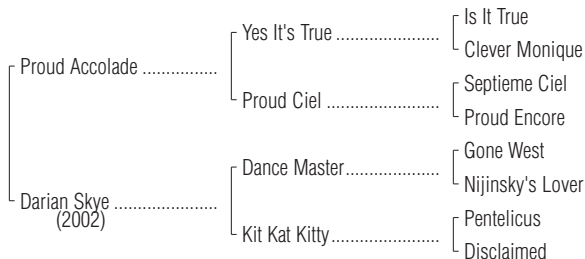 Is It True
Yes It's True ..................
Clever Monique
Proud Accolade ................
Septieme Ciel
Proud Ciel ......................
Proud Encore
Gone West
Dance Master....................
Nijinsky's Lover
Darian Skye ......................
(2002)
Pentelicus
Kit Kat Kitty......................
Disclaimed